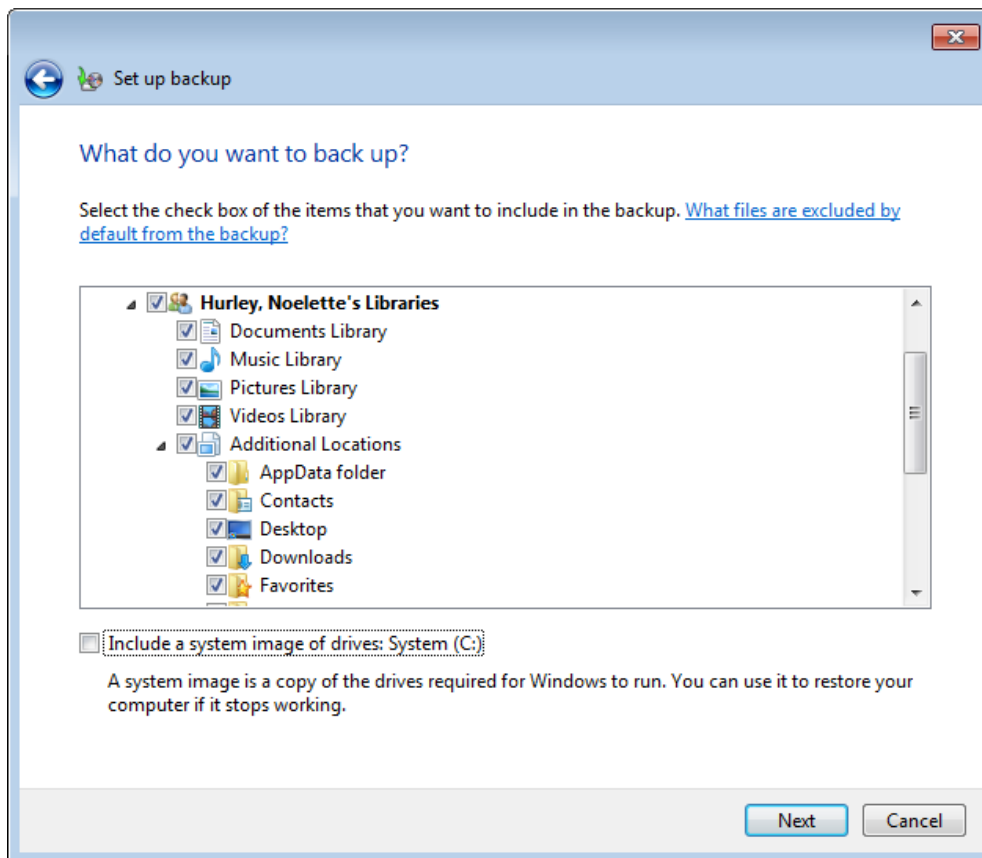 Set up backup
What do you want to back up?
Select the check box of the items that you want to include in the backup. What files are excluded by
default from the backup?
Hurley, Noelette's Libraries
Documents Library
Music Library
Pictures Library
Videos Library
Additional Locations
AppData folder
Contacts
Desktop
Downloads
Favorites
Include a system image of drives: System (C:)
A system image is a copy of the drives required for Windows to run. You can use it to restore your
computer if it stops working.
Next
Cancel